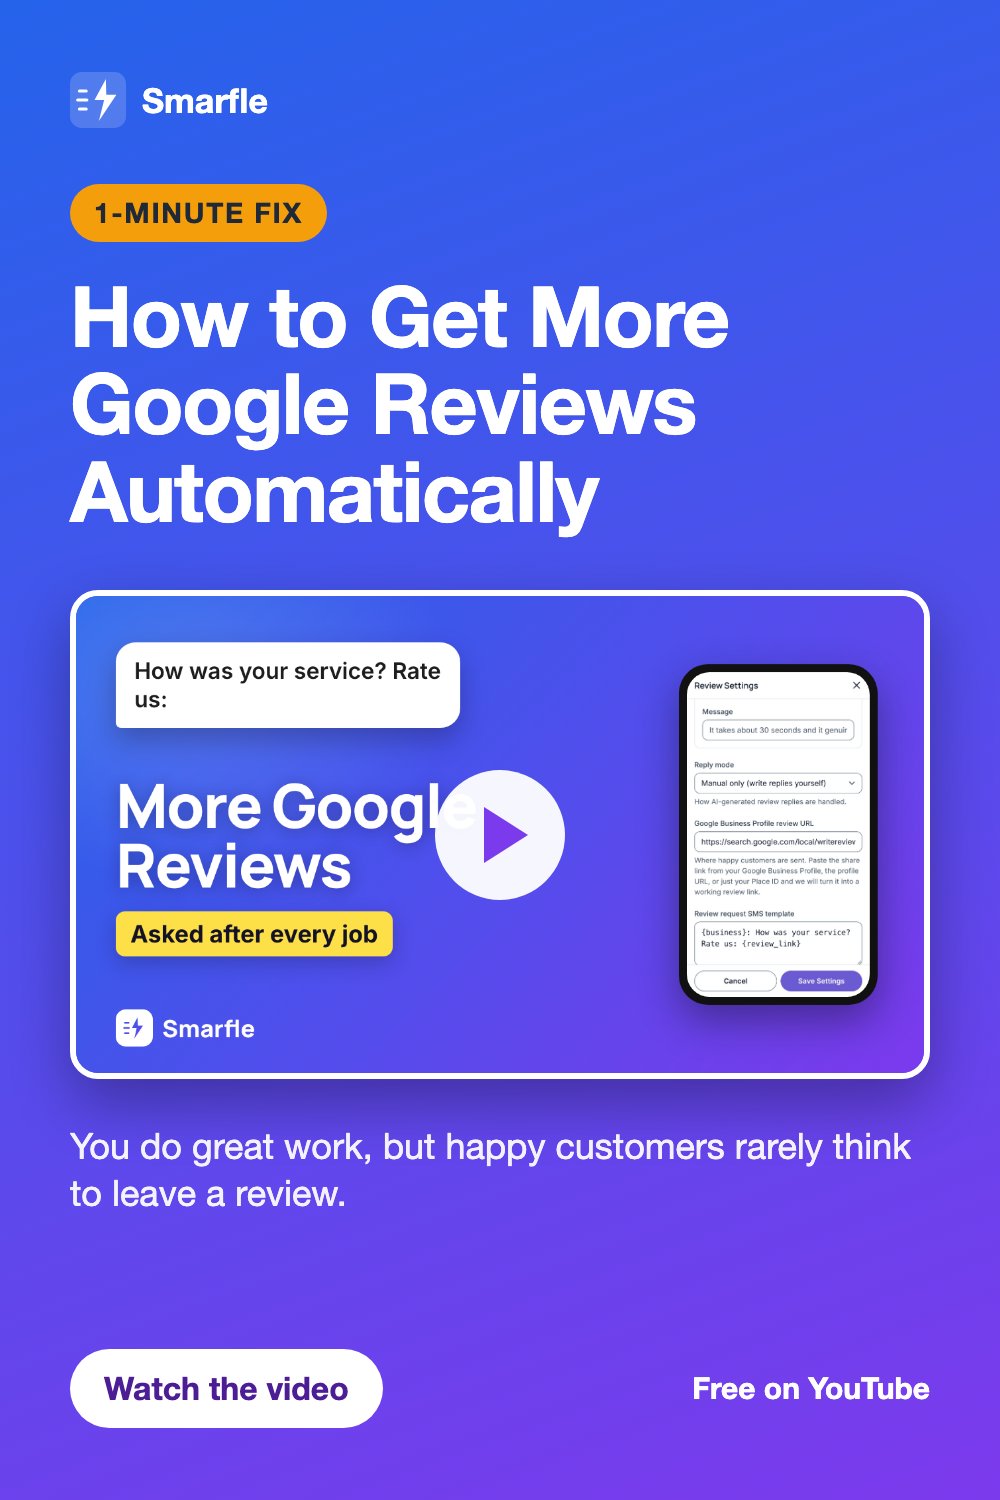 Smarfle
1-MINUTE FIX
How to Get More
Google Reviews
Automatically
How was your service? Rate
us:
More Google
Reviews
Asked after every job
Smarfle
Review Settings
Message
It takes about 30 seconds and it genuir
Reply mode
Manual only (write replies yourself)
How AI-generated review replies are handled.
Google Business Profile review URL
https://search.google.com/local/writereview
Where happy customers are sent. Paste the share
link from your Google Business Profile, the profile
URL, or just your Place ID and we will turn it into a
working review link.
Review request SMS template
{business}: How was your service?
Rate us: {review_link}
Cancel
Save Settings
You do great work, but happy customers rarely think
to leave a review.
Watch the video
Free on YouTube